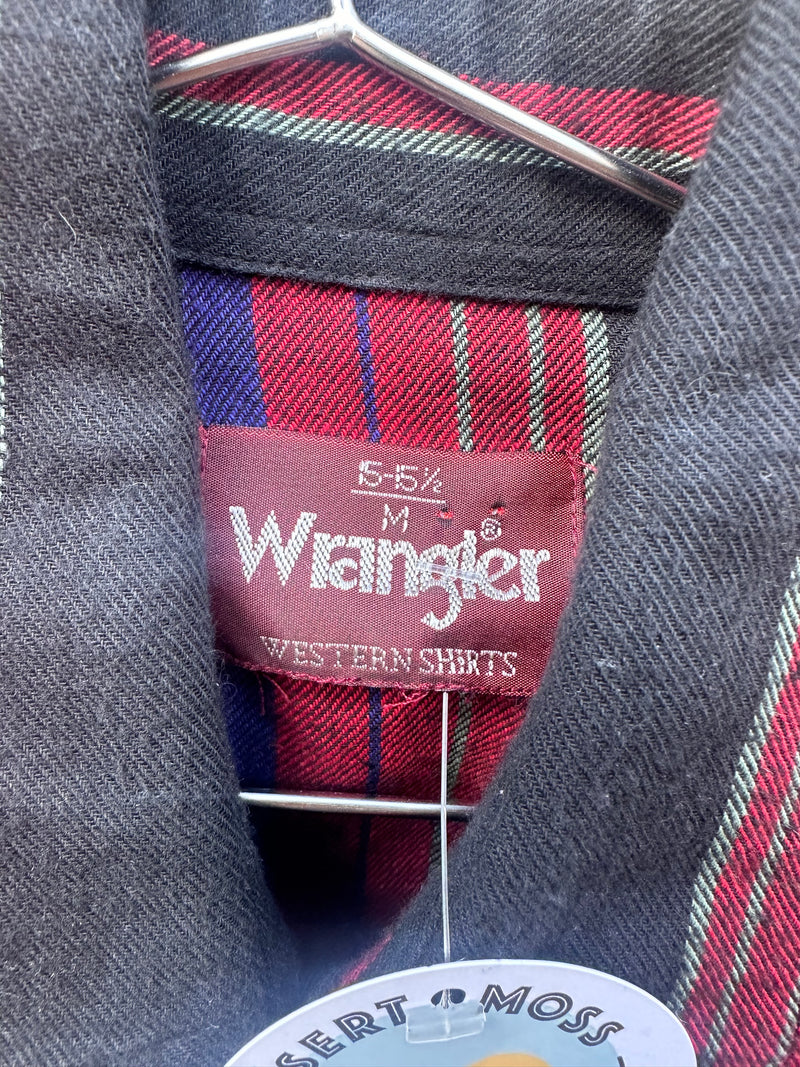 15-15½
M
Wrangler®
WESTERN SHIRTS
SERT MOSS